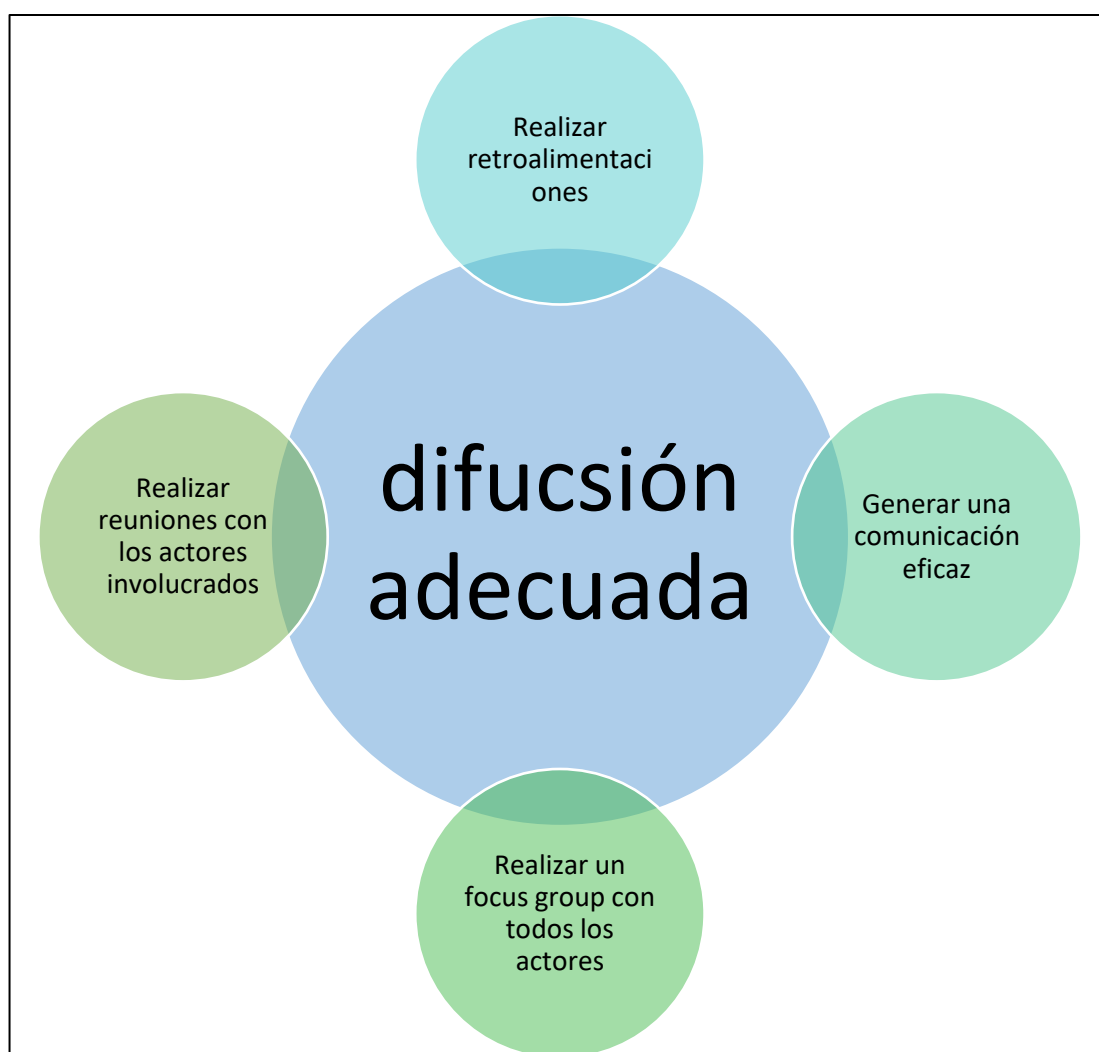 Realizar
retroalimentaci
ones
difucsión
adecuada
Generar una
comunicación
eficaz
Realizar un
focus group con
todos los
actores
Realizar
reuniones con
los actores
involucrados